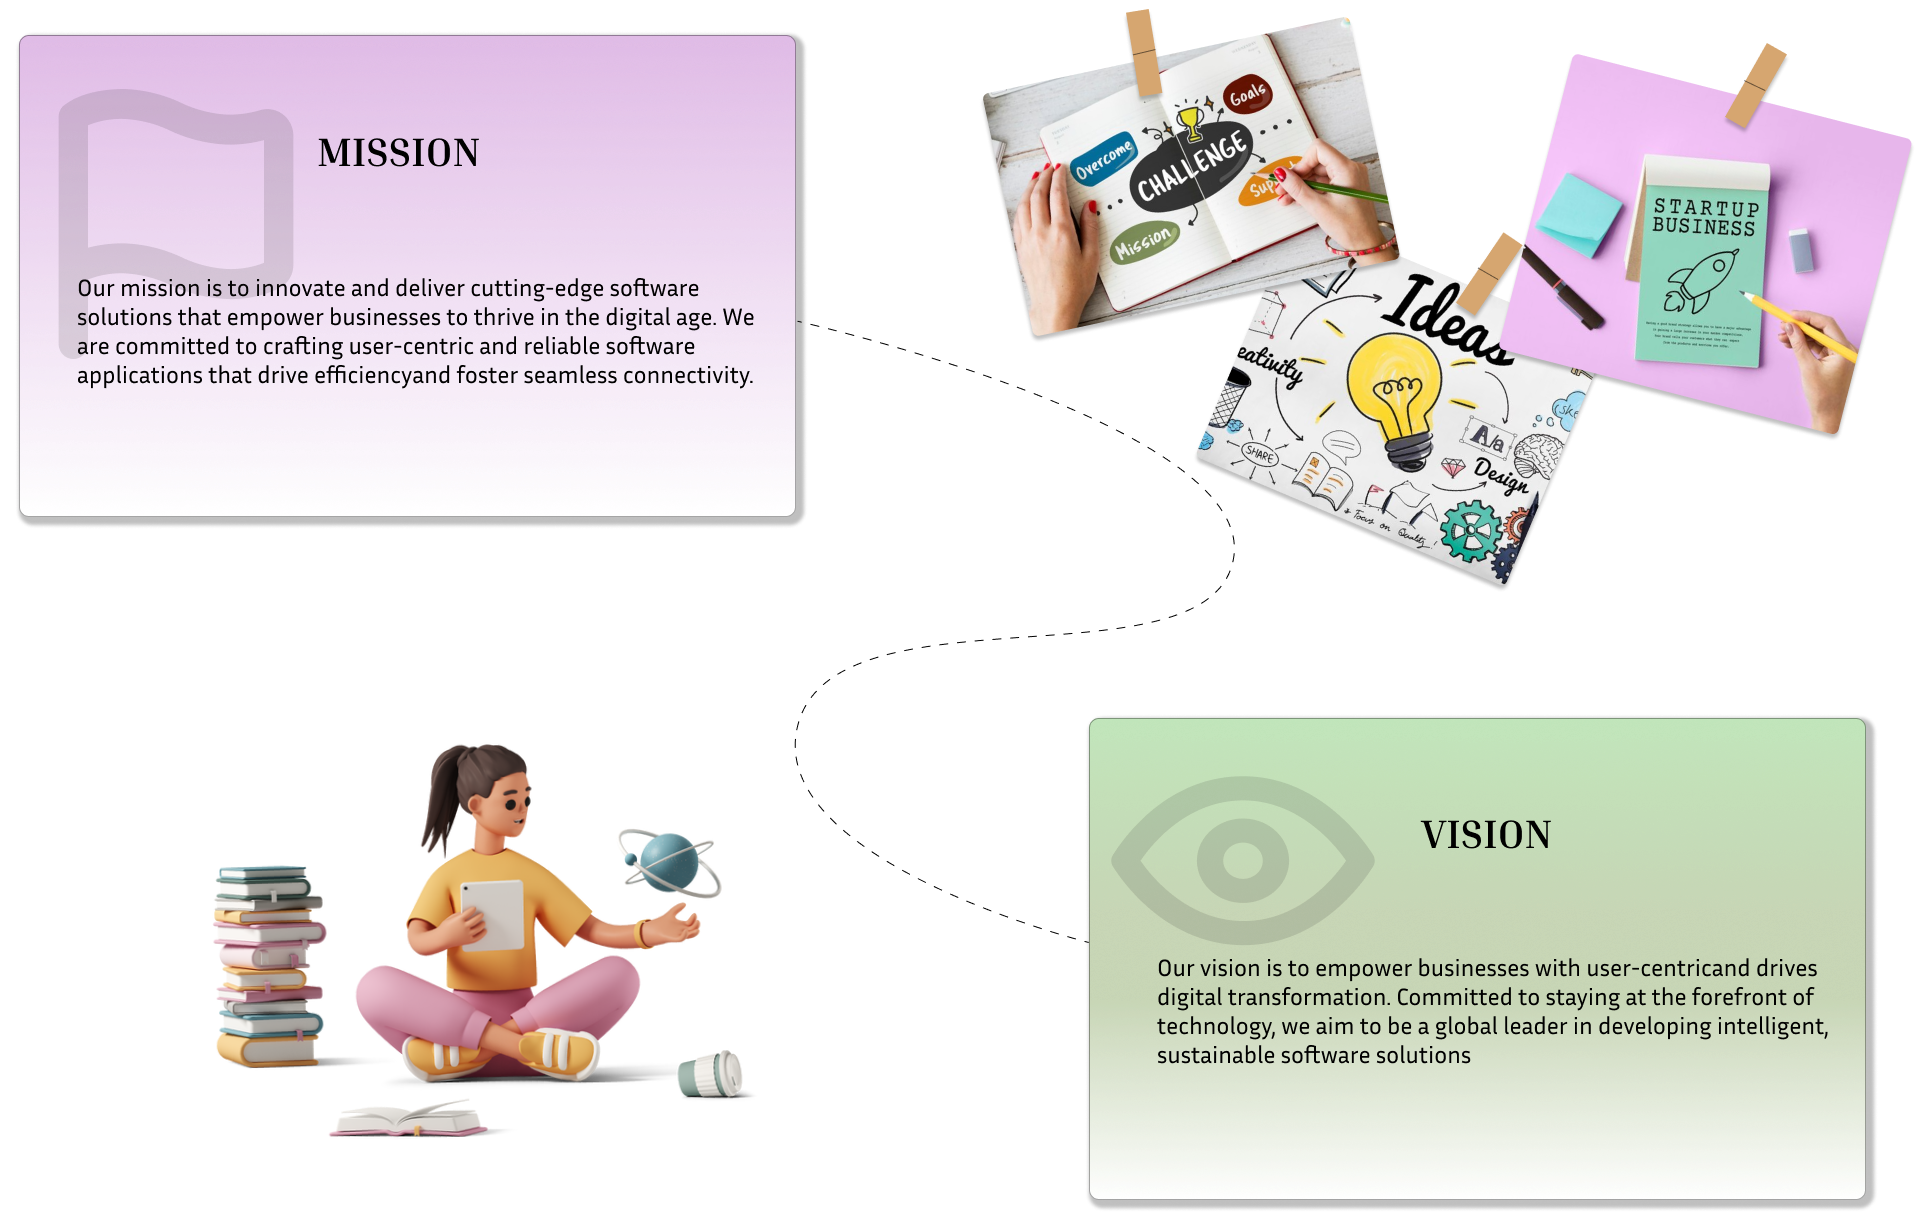 MISSION
Our mission is to innovate and deliver cutting-edge software
solutions that empower businesses to thrive in the digital age. We
are committed to crafting user-centric and reliable software
applications that drive efficiencyand foster seamless connectivity.
Goals
Overcome
CHALLENGE
Mission
STARTUP
BUSINESS
Ideas
eativity
SHARE
Aa
Design
Focus on Quality!
VISION
Our vision is to empower businesses with user-centricand drives
digital transformation. Committed to staying at the forefront of
technology, we aim to be a global leader in developing intelligent,
sustainable software solutions